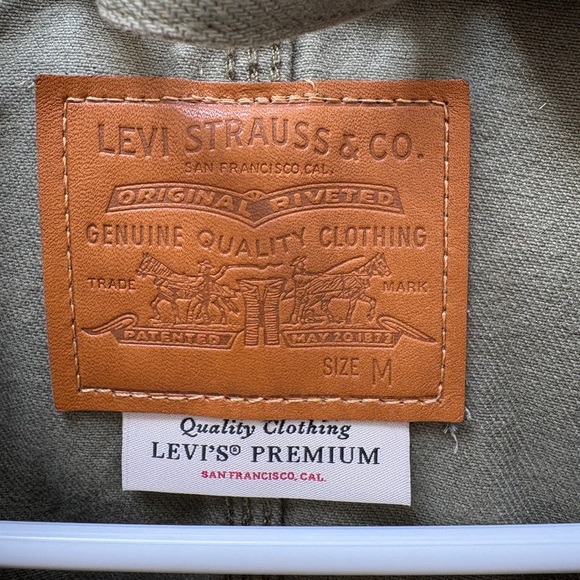 LEVI STRAUSS & CO.
SAN FRANCISCO, CAL.
ORIGINAL RIVETED
GENUINE QUALITY CLOTHING
TRADE MARK
PATENTED MAY 20 1873
SIZE M
Quality Clothing
LEVI'S® PREMIUM
SAN FRANCISCO, CAL.